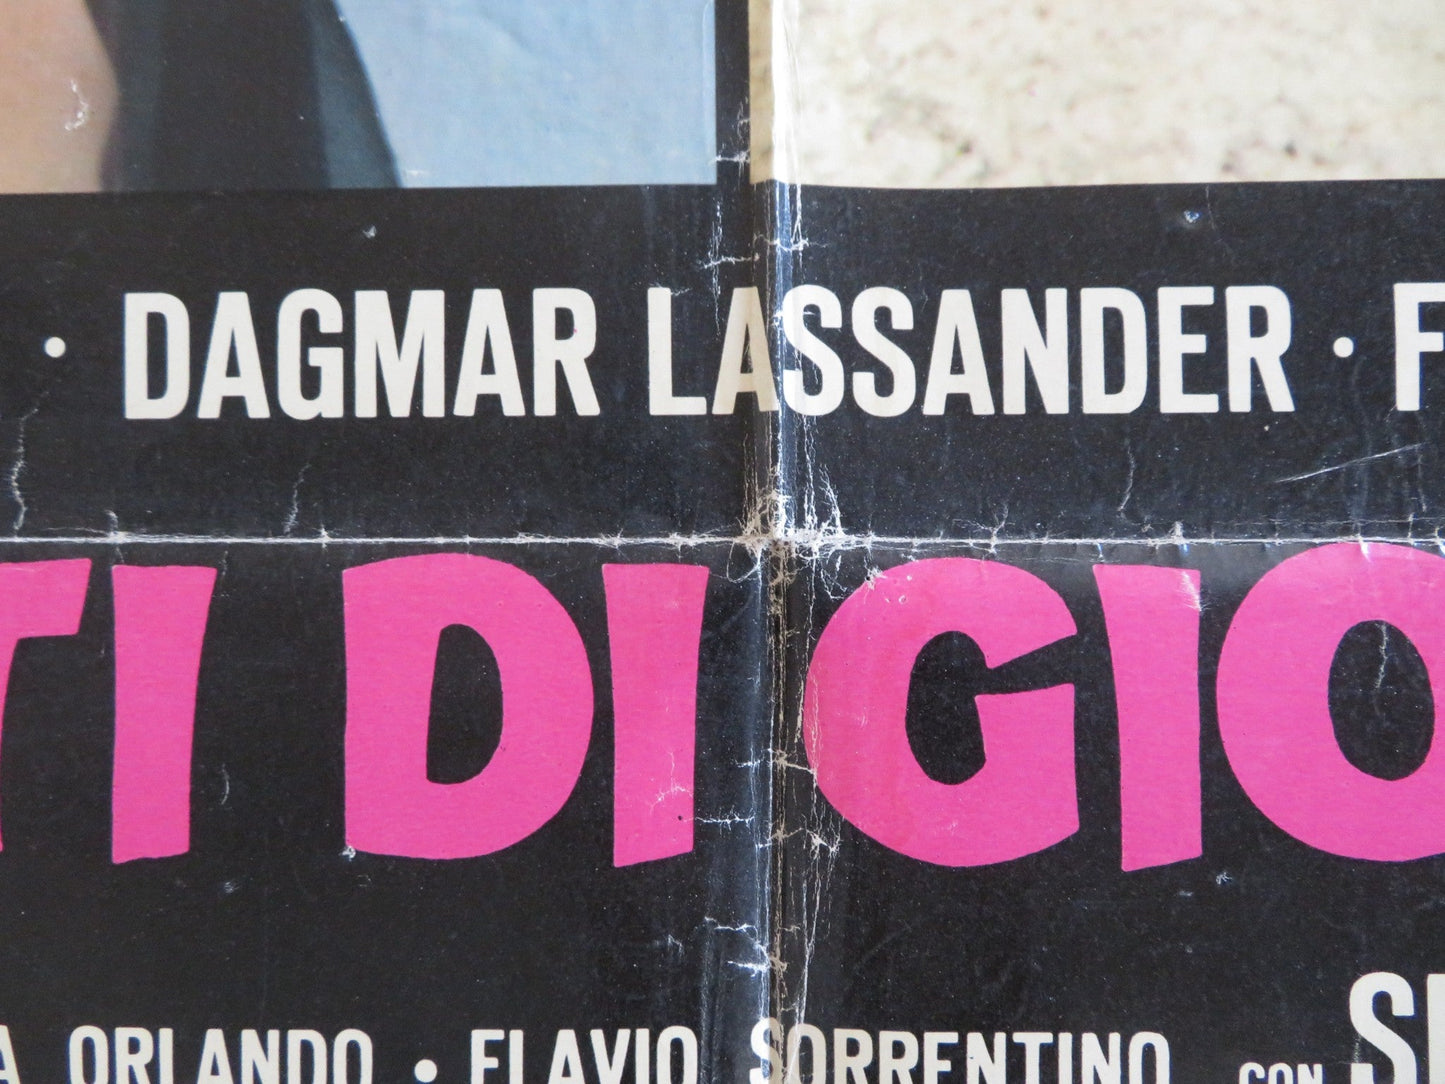 • DAGMAR LASSANDER • F
TI DI GIO
A ORLANDO • FLAVIO SORRENTINO CON